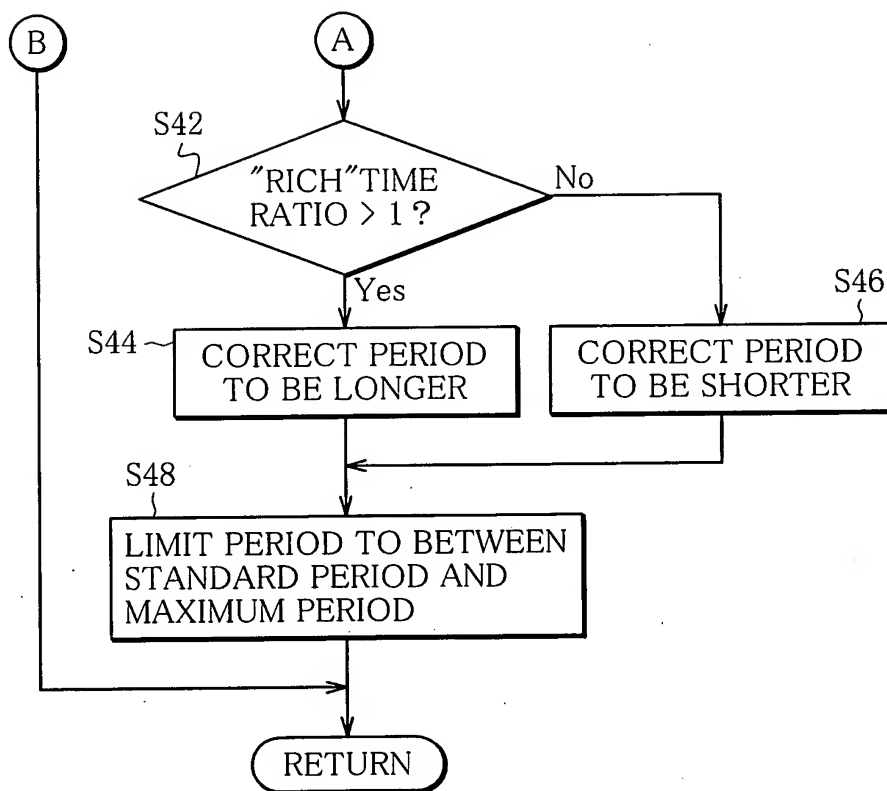 B
A
S42
"RICH"TIME
RATIO > 1 ?
No
Yes
S44
CORRECT PERIOD
TO BE LONGER
S46
CORRECT PERIOD
TO BE SHORTER
S48
LIMIT PERIOD TO BETWEEN
STANDARD PERIOD AND
MAXIMUM PERIOD
RETURN